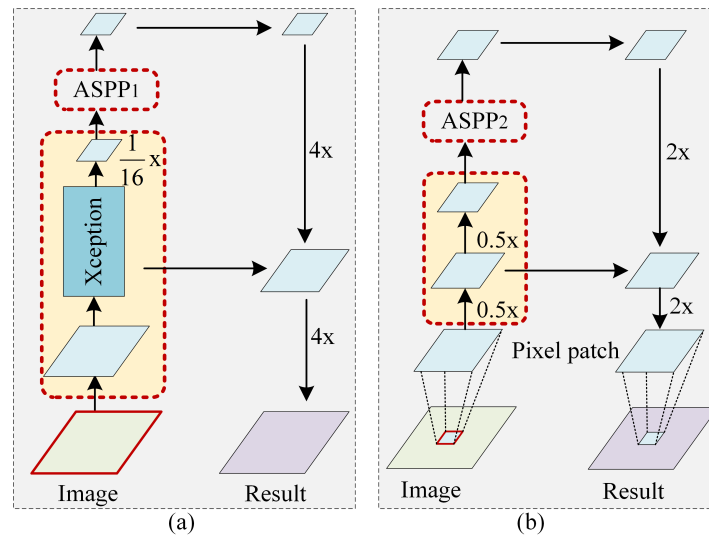 ASPP1
1
16
x
Xception
4x
4x
Image
Result
(a)
ASPP2
2x
0.5x
0.5x
2x
Pixel patch
Image
Result
(b)